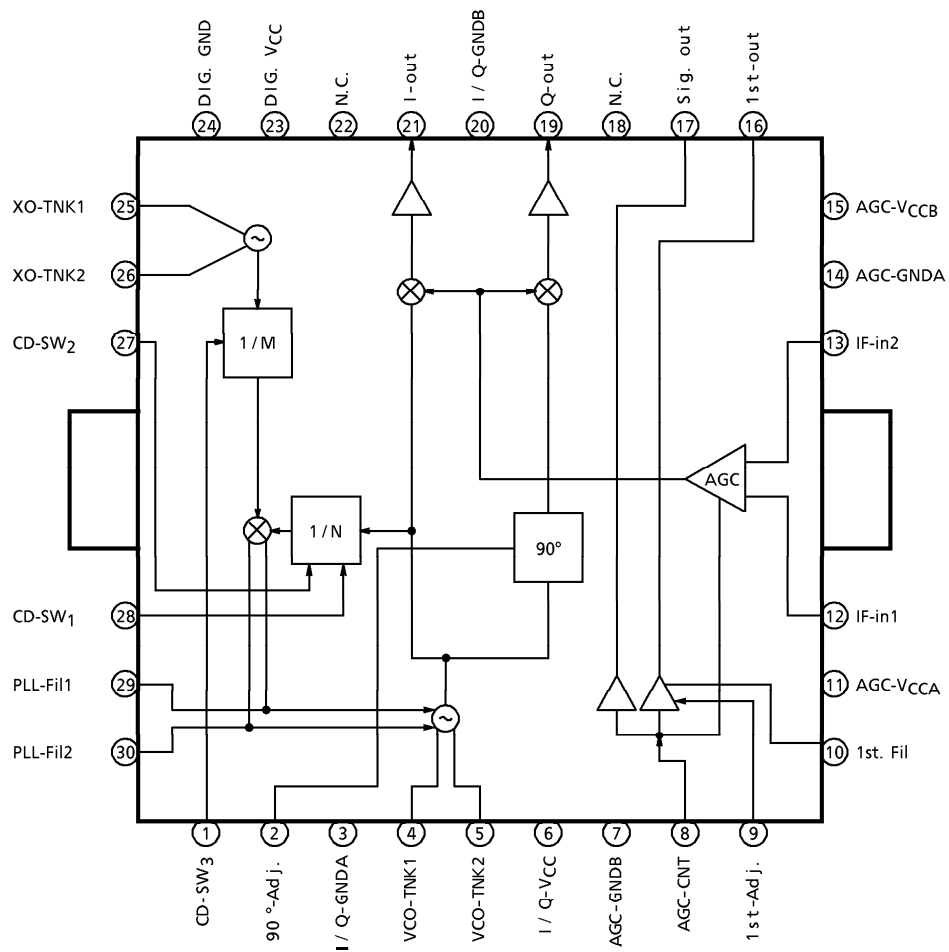 DIG. GND
DIG. VCC
N.C.
I-out
I / Q-GNDB
Q-out
N.C.
Sig. out
1st-out
24
23
22
21
20
19
18
17
16
XO-TNK1
25
15
AGC-VCCB
XO-TNK2
26
14
AGC-GNDA
CD-SW2
27
13
IF-in2
1 / M
AGC
1 / N
90°
CD-SW1
28
12
IF-in1
PLL-Fil1
29
11
AGC-VCCA
PLL-Fil2
30
10
1st. Fil
1
2
3
4
5
6
7
8
9
CD-SW3
90 °-Adj.
I / Q-GNDA
VCO-TNK1
VCO-TNK2
I / Q-VCC
AGC-GNDB
AGC-CNT
1st-Adj.